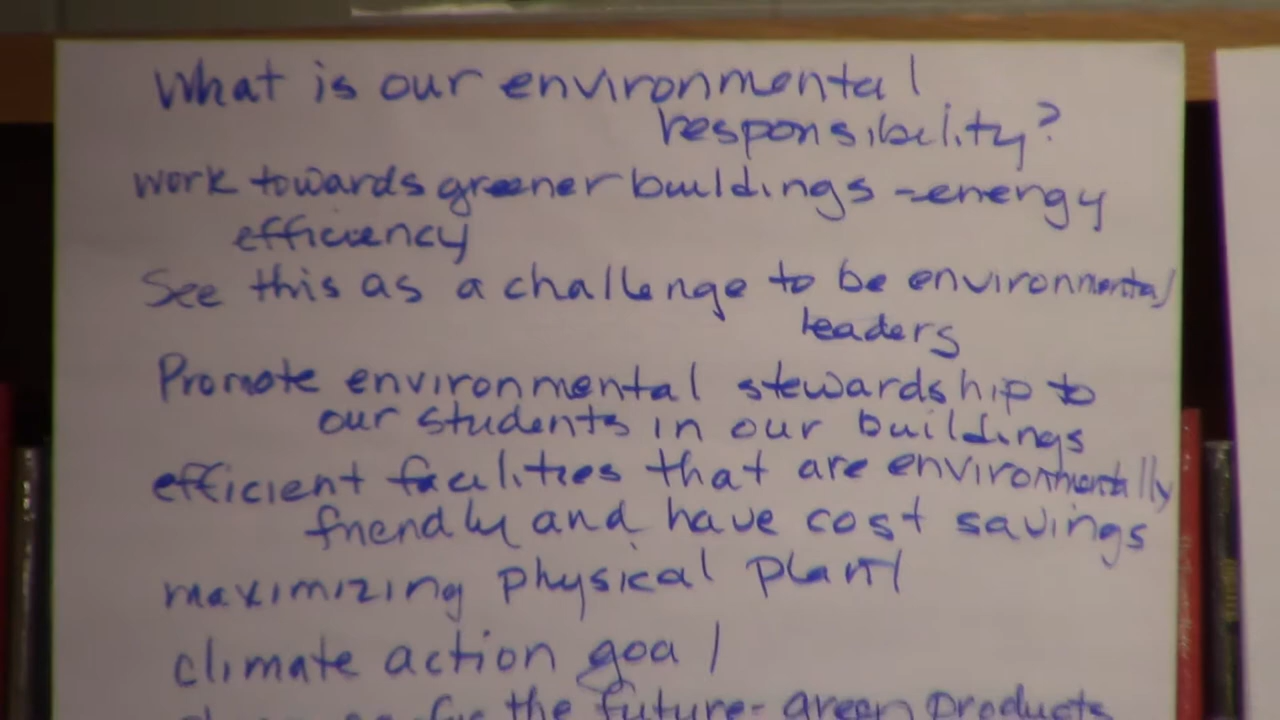 What is our environmental
responsibility?
work towards greener buildings - energy
efficiency
See this as a challenge to be environmental
leaders
Promote environmental stewardship to
our students in our buildings
efficient facilities that are environmentally
friendly and have cost savings
maximizing physical plant
climate action goal
the future - green products